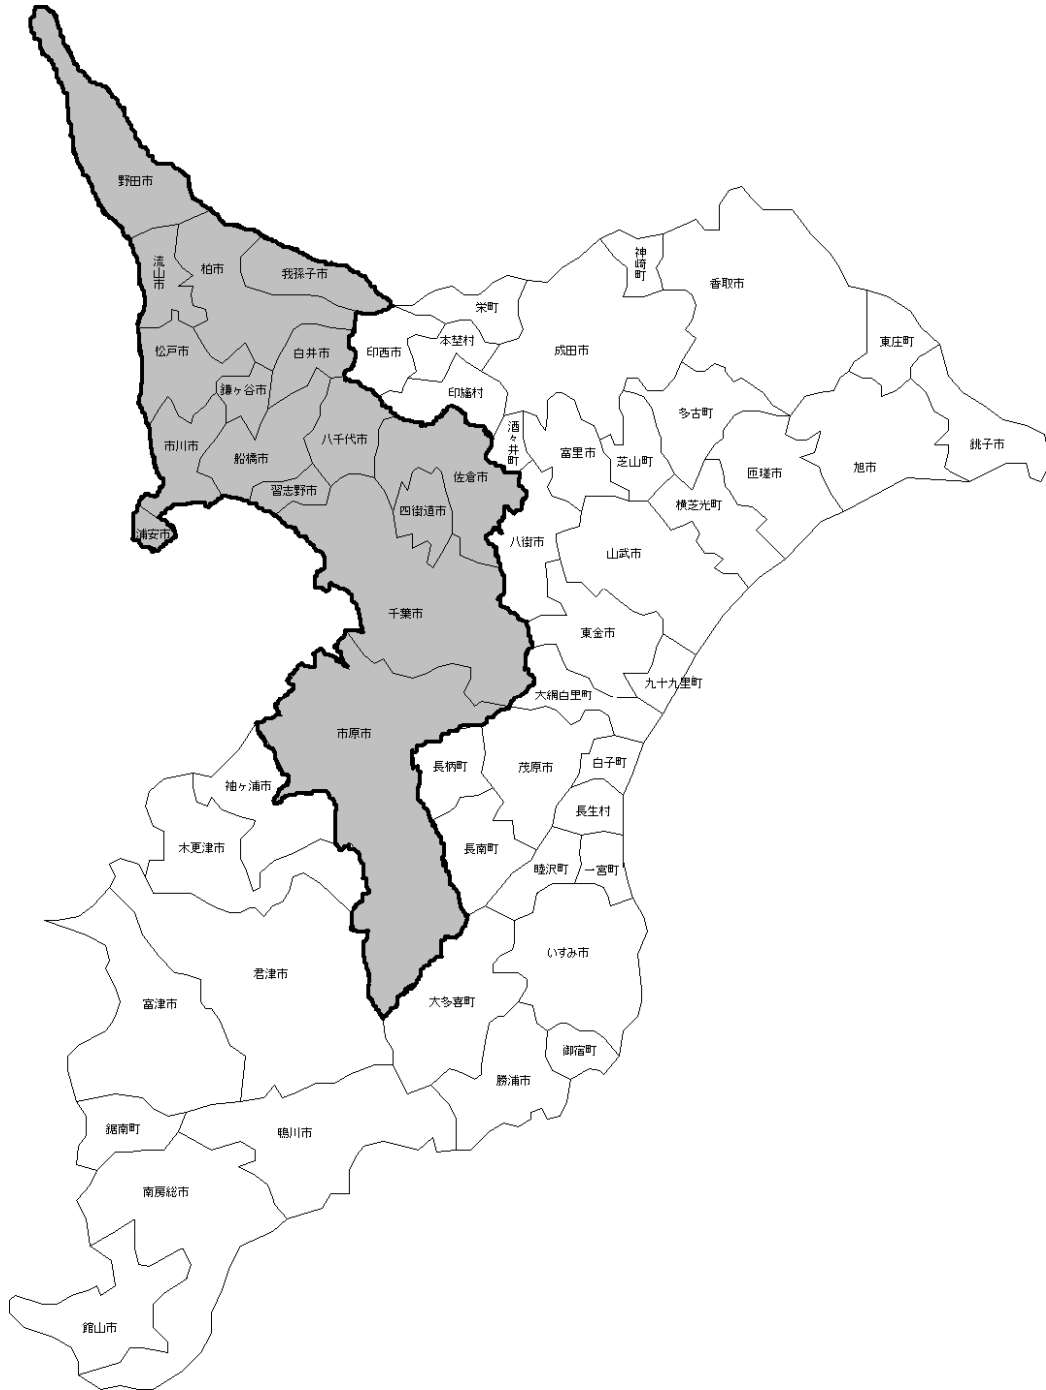 野田市
流山市
柏市
我孫子市
神崎町
香取市
栄町
東庄町
松戸市
白井市
印西市
本埜村
成田市
鎌ヶ谷市
印旛村
多古町
市川市
船橋市
八千代市
佐倉市
酒々井町
富里市
芝山町
匝瑳市
旭市
銚子市
習志野市
四街道市
横芝光町
浦安市
八街市
山武市
千葉市
東金市
大網白里町
九十九里町
市原市
長柄町
茂原市
白子町
袖ヶ浦市
長生村
木更津市
長南町
睦沢町
一宮町
君津市
いすみ市
富津市
大多喜町
御宿町
勝浦市
鋸南町
鴨川市
南房総市
館山市